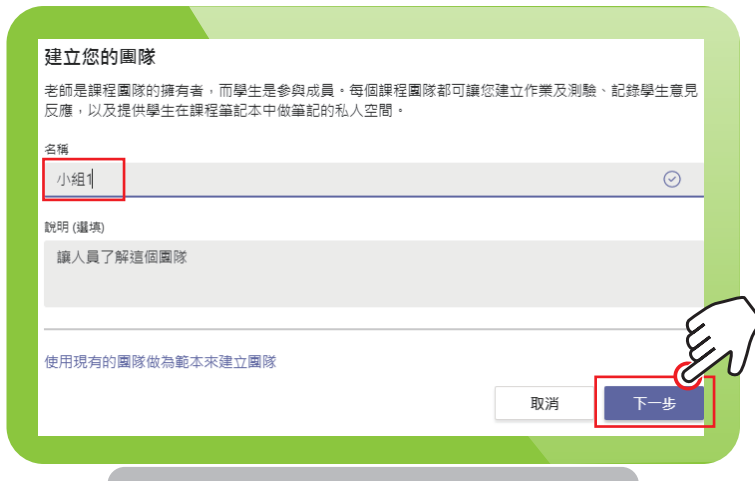 建立您的團隊
老師是課程團隊的擁有者，而學生是參與成員。每個課程團隊都可讓您建立作業及測驗、記錄學生意見
反應，以及提供學生在課程筆記本中做筆記的私人空間。
名稱
小組1
說明 (選填)
讓人員了解這個團隊
使用現有的團隊做為範本來建立團隊
取消
下一步